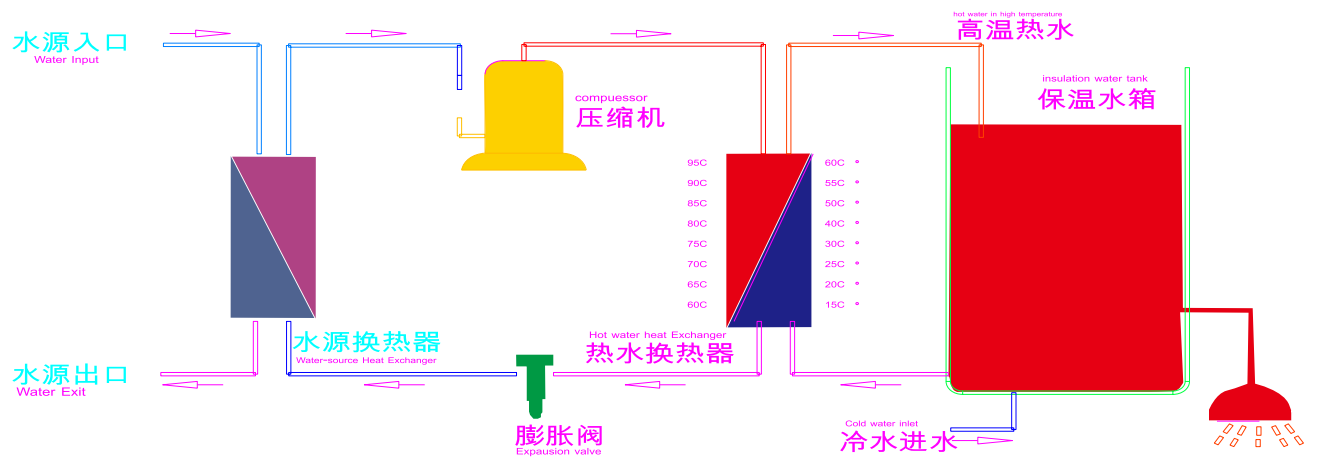 水源入口
Water Input
hot water in high temperature
高温热水
compuessor
压缩机
insulation water tank
保温水箱
95C 60C °
90C 55C °
85C 50C °
80C 40C °
75C 30C °
70C 25C °
65C 20C °
60C 15C °
水源换热器
Water-source Heat Exchanger
Hot water heat Exchanger
热水换热器
水源出口
Water Exit
膨胀阀
Expausion valve
Cold water inlet
冷水进水